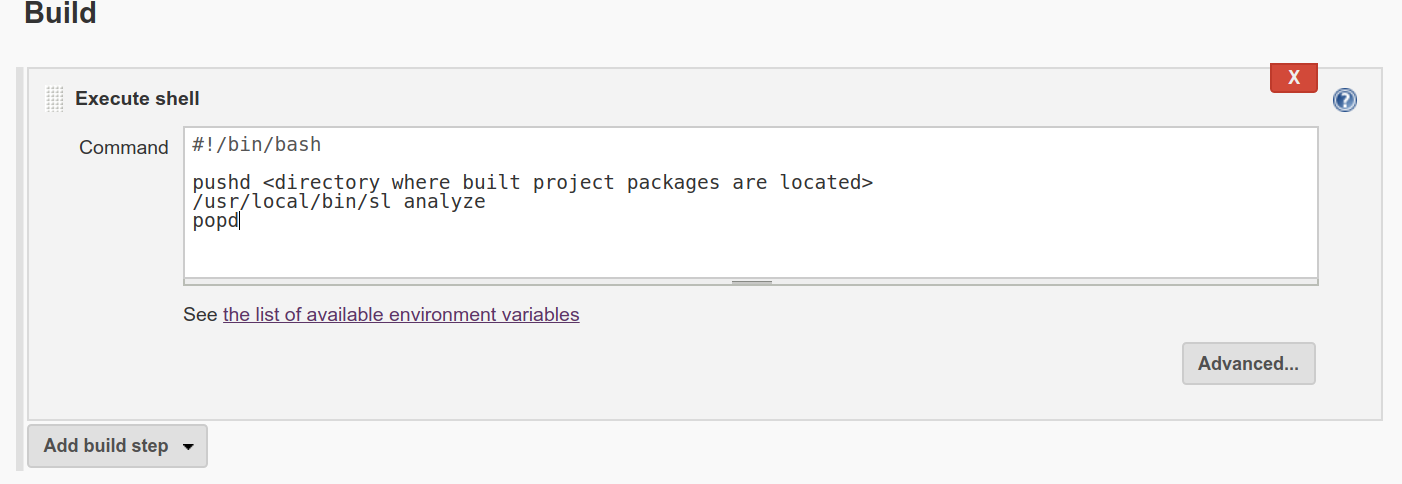 Build
X
Execute shell
?
Command
#!/bin/bash
pushd <directory where built project packages are located>
/usr/local/bin/sl analyze
popd
See the list of available environment variables
Advanced...
Add build step